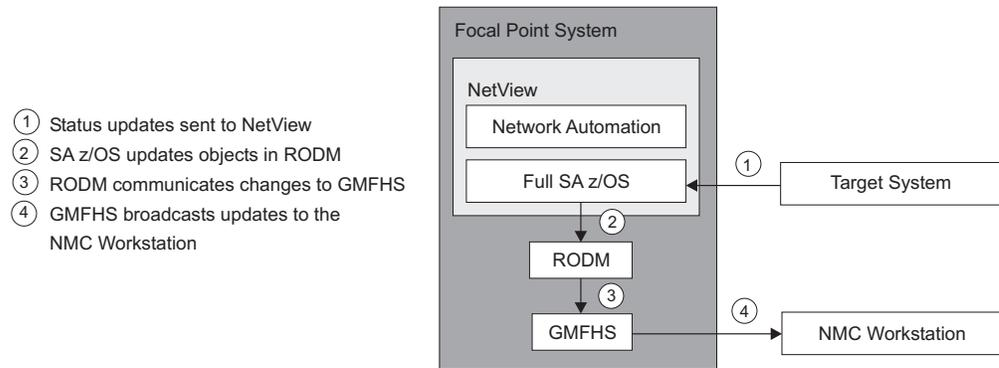 ① Status updates sent to NetView
② SA z/OS updates objects in RODM
③ RODM communicates changes to GMFHS
④ GMFHS broadcasts updates to the
NMC Workstation
Focal Point System
NetView
Network Automation
Full SA z/OS
①
Target System
②
RODM
③
GMFHS
④
NMC Workstation